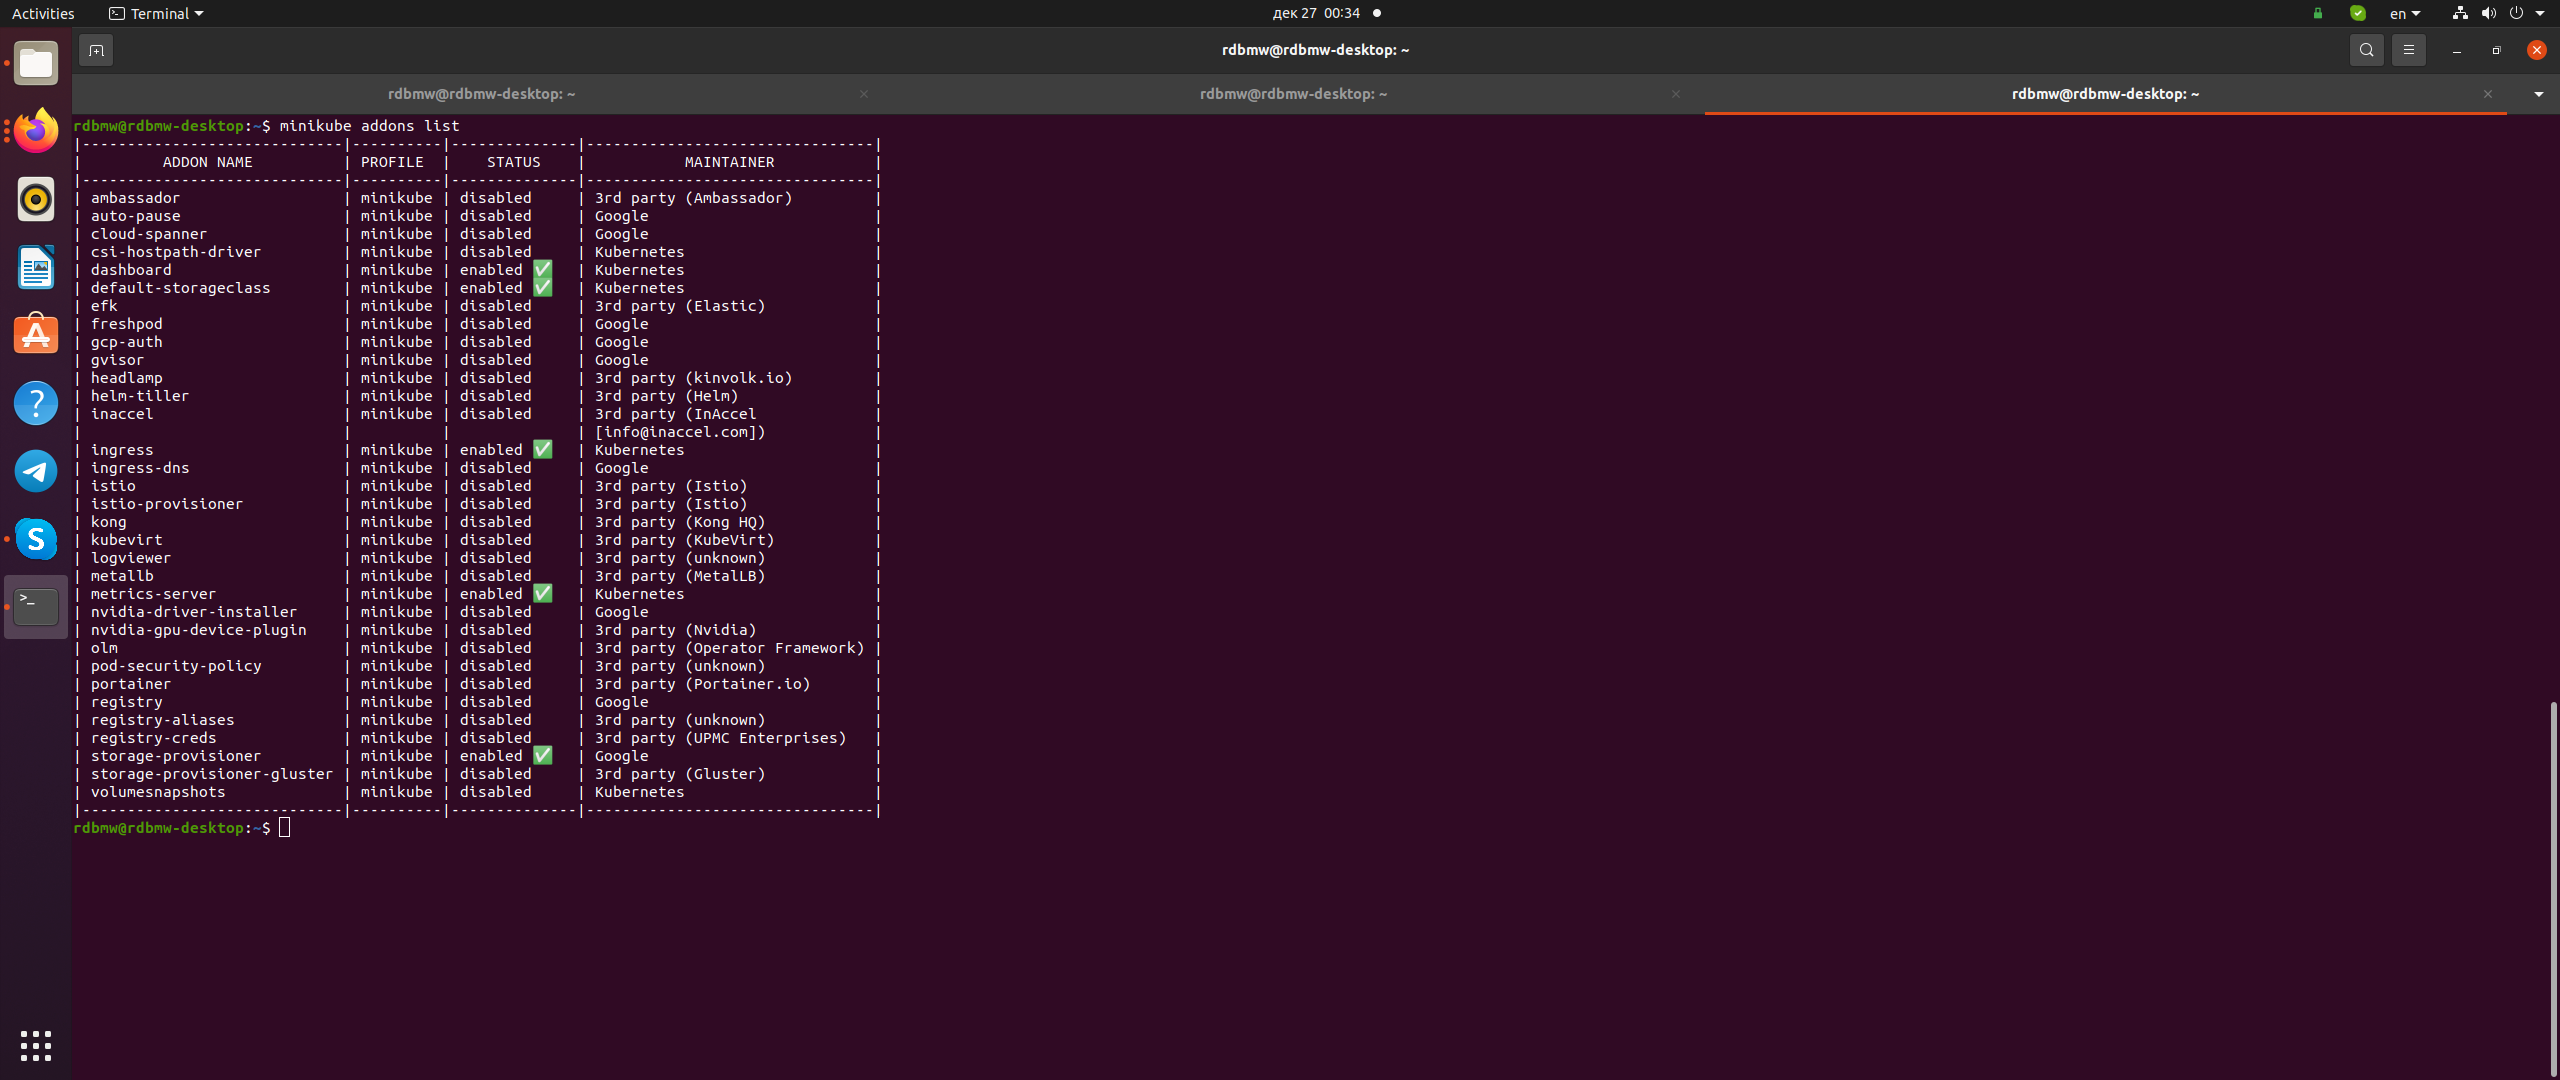 Activities Terminal дек 27 00:34 en
rdbmw@rdbmw-desktop: ~
rdbmw@rdbmw-desktop: ~ rdbmw@rdbmw-desktop: ~ rdbmw@rdbmw-desktop: ~
rdbmw@rdbmw-desktop:~$ minikube addons list
|-----------------------------|----------|--------------|--------------------------------|
|         ADDON NAME          | PROFILE  |    STATUS    |           MAINTAINER           |
|-----------------------------|----------|--------------|--------------------------------|
| ambassador                  | minikube | disabled     | 3rd party (Ambassador)         |
| auto-pause                  | minikube | disabled     | Google                         |
| cloud-spanner               | minikube | disabled     | Google                         |
| csi-hostpath-driver         | minikube | disabled     | Kubernetes                     |
| dashboard                   | minikube | enabled ✅   | Kubernetes                     |
| default-storageclass        | minikube | enabled ✅   | Kubernetes                     |
| efk                         | minikube | disabled     | 3rd party (Elastic)            |
| freshpod                    | minikube | disabled     | Google                         |
| gcp-auth                    | minikube | disabled     | Google                         |
| gvisor                      | minikube | disabled     | Google                         |
| headlamp                    | minikube | disabled     | 3rd party (kinvolk.io)         |
| helm-tiller                 | minikube | disabled     | 3rd party (Helm)               |
| inaccel                     | minikube | disabled     | 3rd party (InAccel             |
|                             |          |              | [info@inaccel.com])            |
| ingress                     | minikube | enabled ✅   | Kubernetes                     |
| ingress-dns                 | minikube | disabled     | Google                         |
| istio                       | minikube | disabled     | 3rd party (Istio)              |
| istio-provisioner           | minikube | disabled     | 3rd party (Istio)              |
| kong                        | minikube | disabled     | 3rd party (Kong HQ)            |
| kubevirt                    | minikube | disabled     | 3rd party (KubeVirt)           |
| logviewer                   | minikube | disabled     | 3rd party (unknown)            |
| metallb                     | minikube | disabled     | 3rd party (MetalLB)            |
| metrics-server              | minikube | enabled ✅   | Kubernetes                     |
| nvidia-driver-installer     | minikube | disabled     | Google                         |
| nvidia-gpu-device-plugin    | minikube | disabled     | 3rd party (Nvidia)             |
| olm                         | minikube | disabled     | 3rd party (Operator Framework) |
| pod-security-policy         | minikube | disabled     | 3rd party (unknown)            |
| portainer                   | minikube | disabled     | 3rd party (Portainer.io)       |
| registry                    | minikube | disabled     | Google                         |
| registry-aliases            | minikube | disabled     | 3rd party (unknown)            |
| registry-creds              | minikube | disabled     | 3rd party (UPMC Enterprises)   |
| storage-provisioner         | minikube | enabled ✅   | Google                         |
| storage-provisioner-gluster | minikube | disabled     | 3rd party (Gluster)            |
| volumesnapshots             | minikube | disabled     | Kubernetes                     |
|-----------------------------|----------|--------------|--------------------------------|
rdbmw@rdbmw-desktop:~$